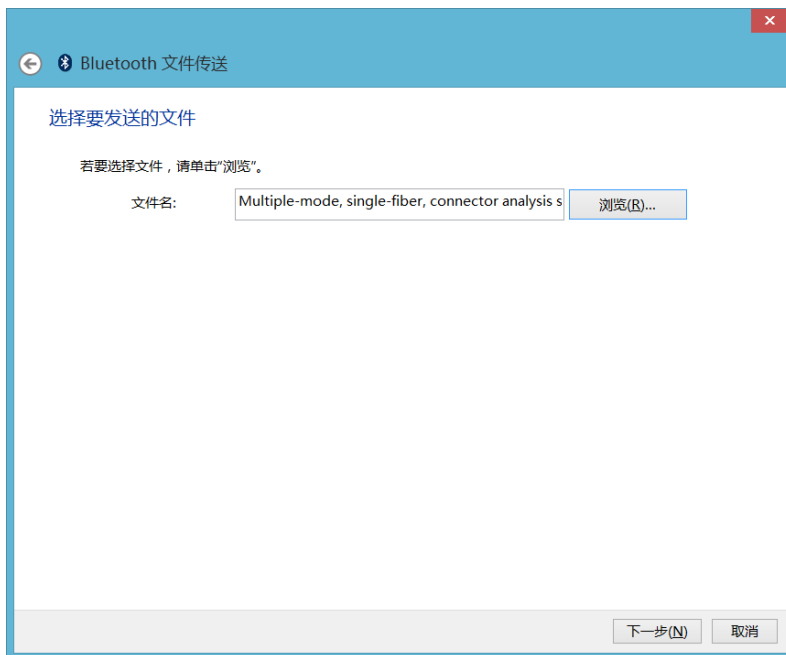 Bluetooth 文件传送
选择要发送的文件
若要选择文件，请单击“浏览”。
文件名: Multiple-mode, single-fiber, connector analysis s 浏览(R)...
下一步(N) 取消